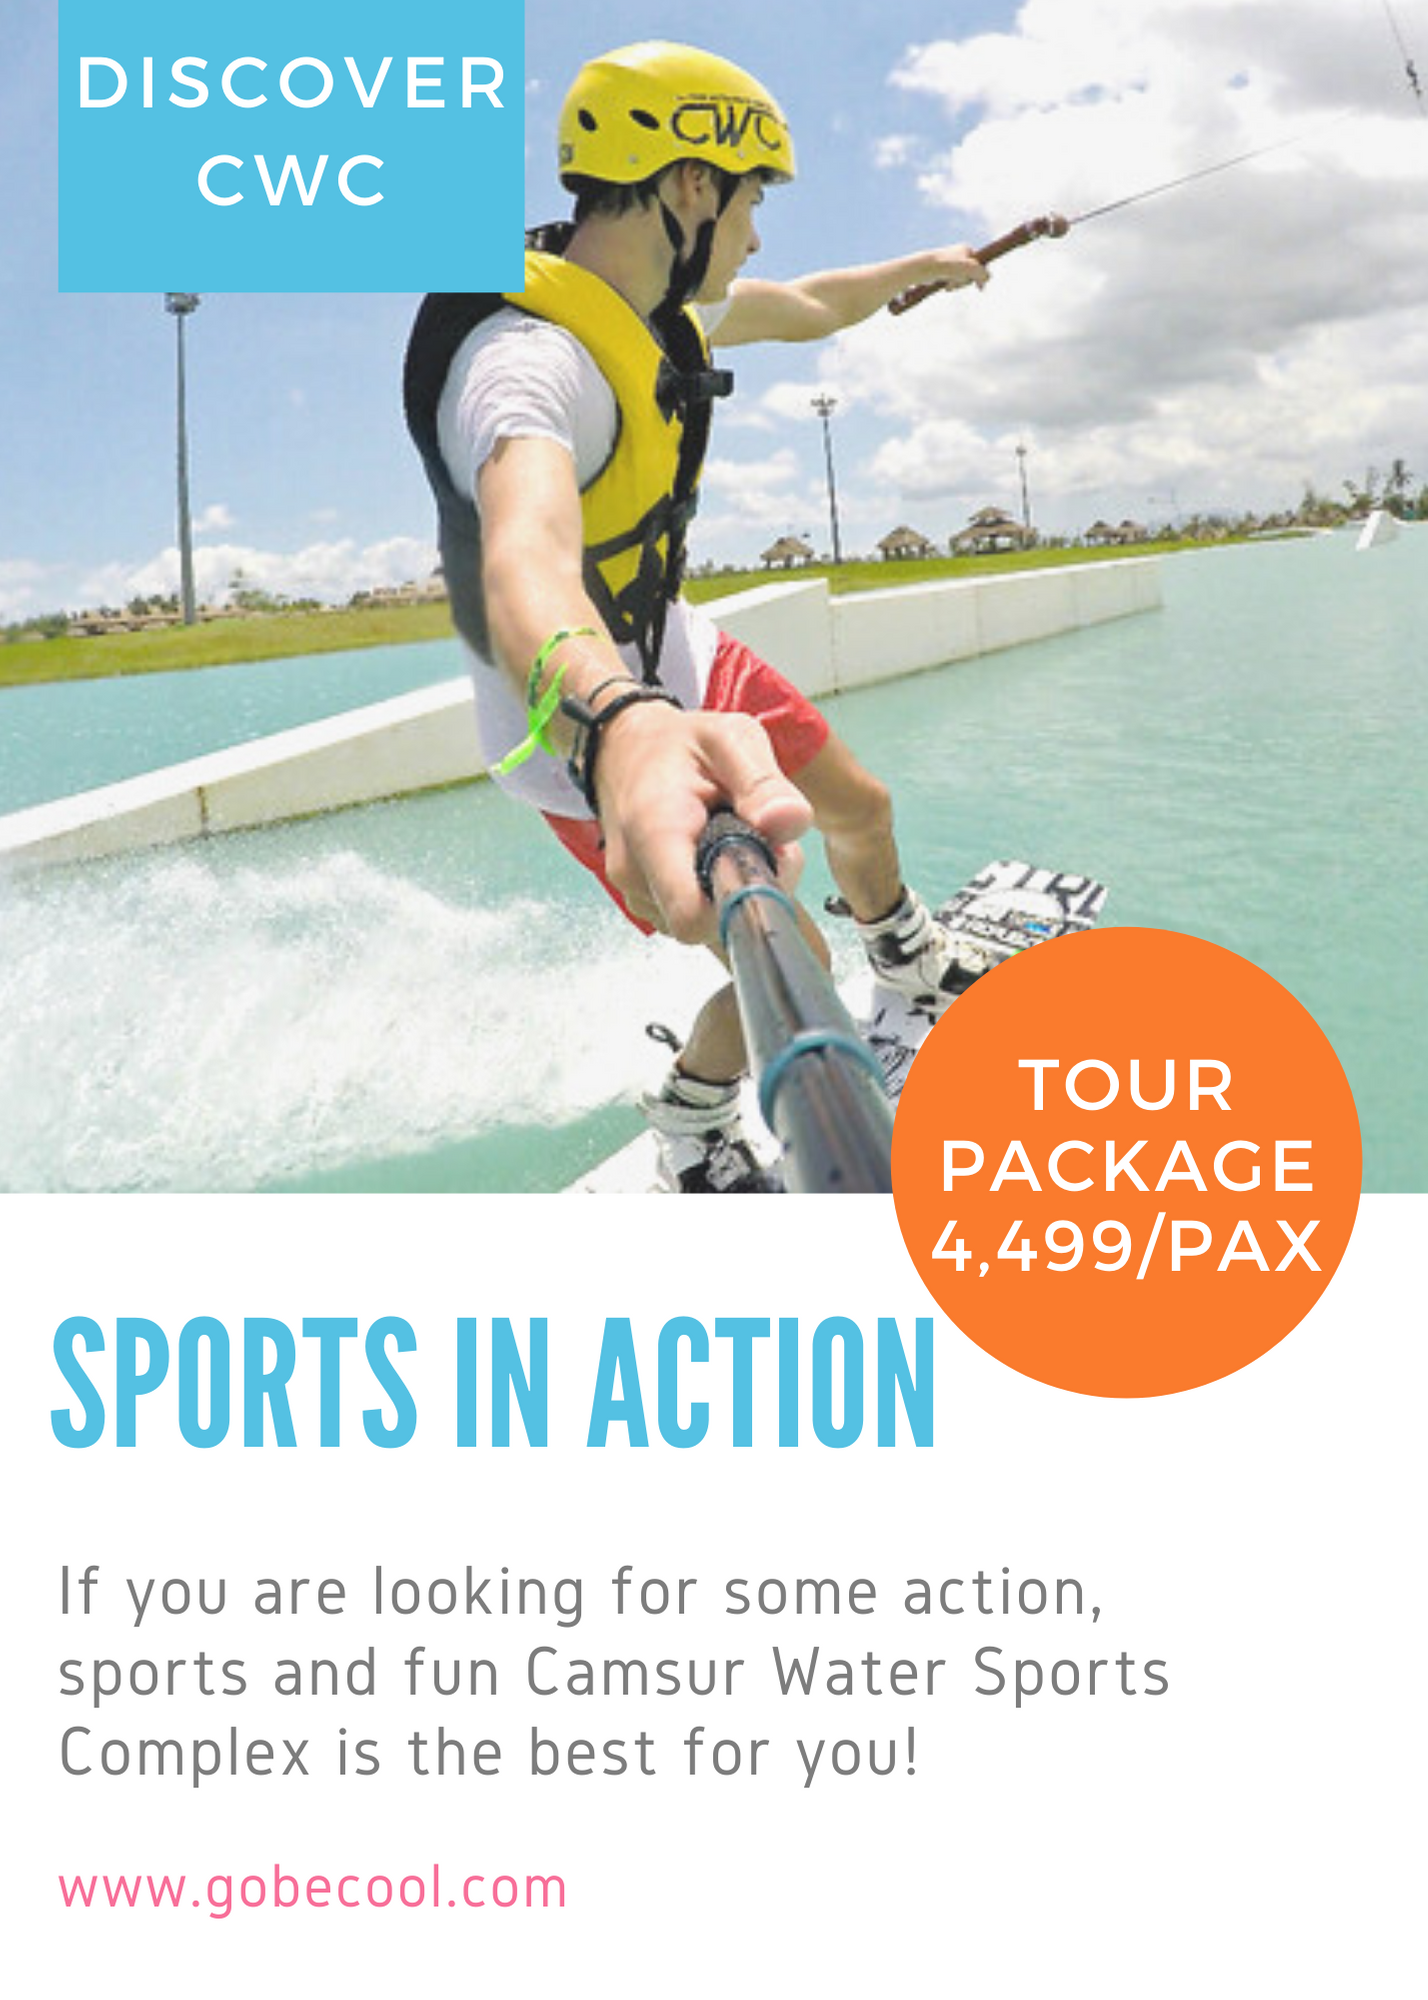 DISCOVER
CWC
CWC
TOUR
PACKAGE
4,499/PAX
SPORTS IN ACTION
If you are looking for some action,
sports and fun Camsur Water Sports
Complex is the best for you!
www.gobecool.com